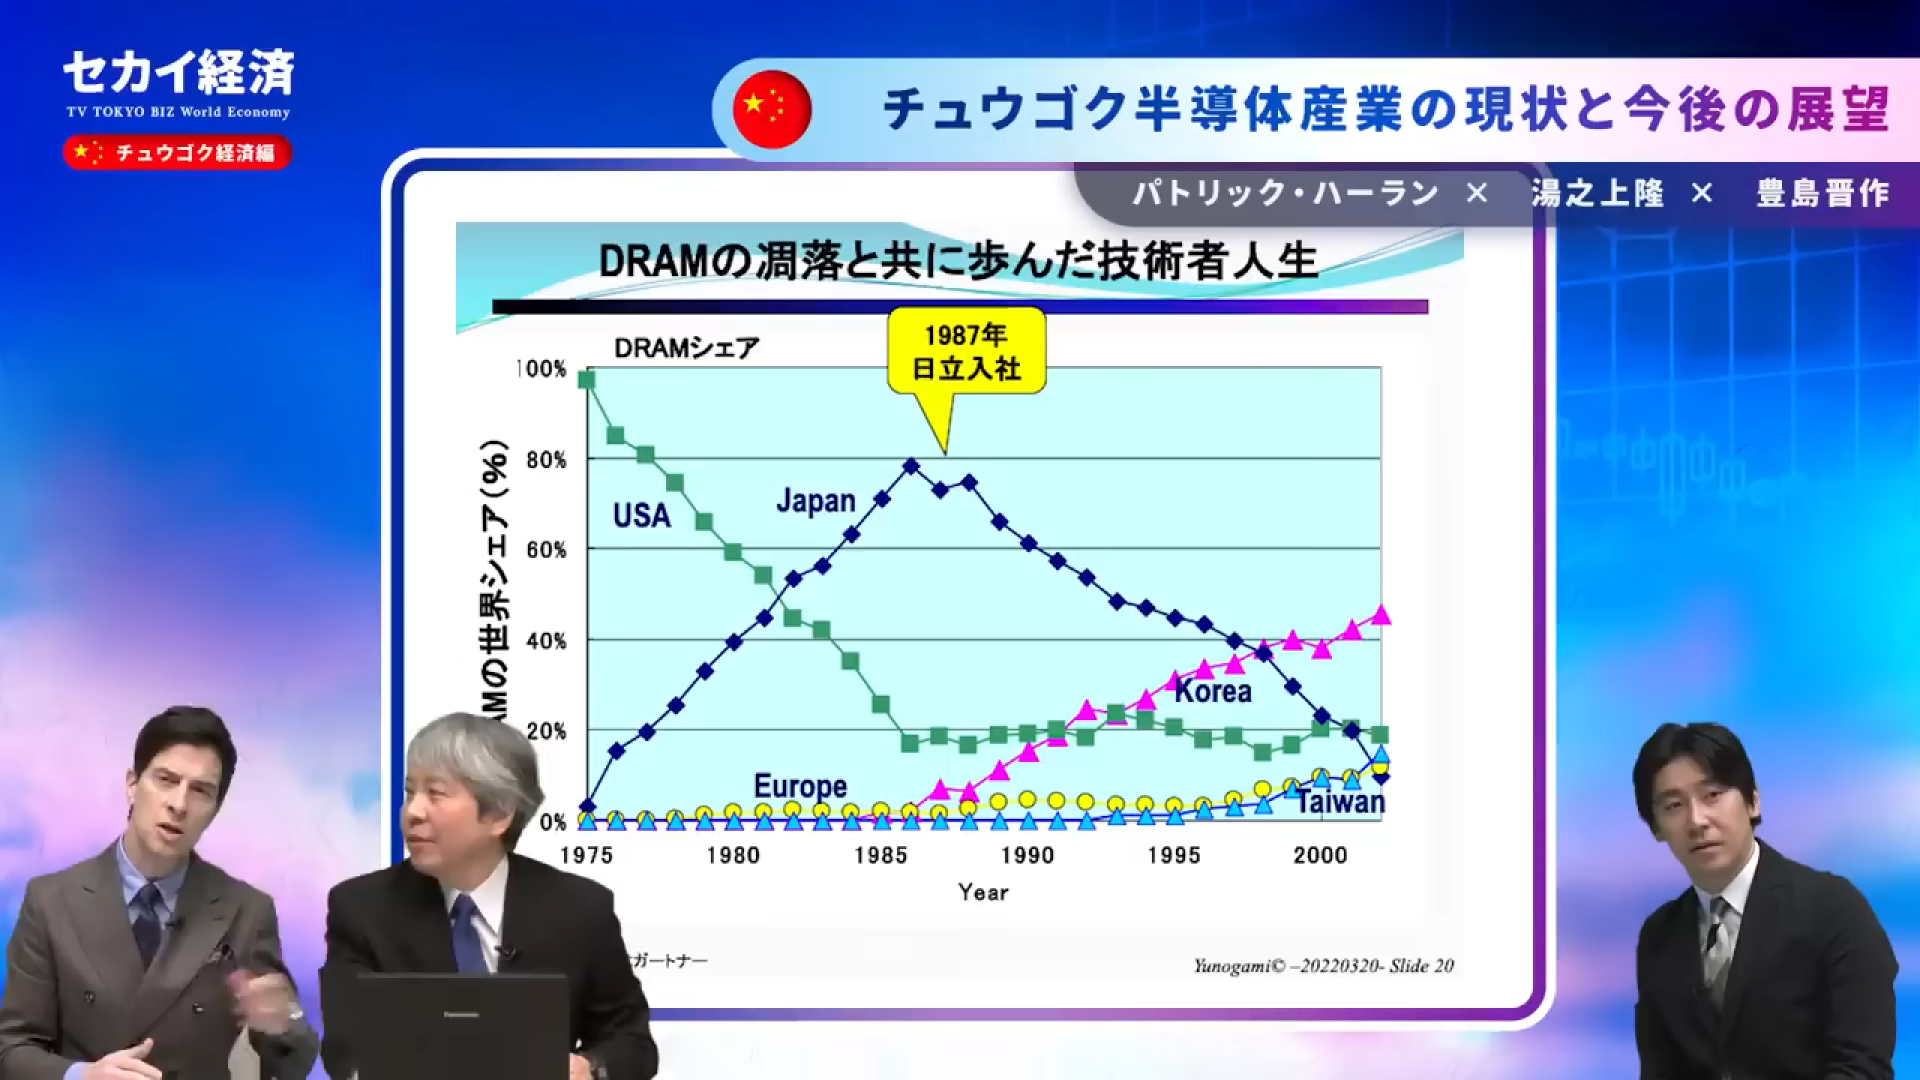 セカイ経済
TV TOKYO BIZ World Economy
チュウゴク経済編
チュウゴク半導体産業の現状と今後の展望
パトリック・ハーラン × 湯之上隆 × 豊島晋作
DRAMの凋落と共に歩んだ技術者人生
1987年
日立入社
DRAMシェア
100%
80%
60%
40%
20%
0%
AMの世界シェア(%)
USA
Japan
Korea
Europe
Taiwan
1975 1980 1985 1990 1995 2000
Year
ガートナー
Yunogami© –20220320- Slide 20
Panasonic